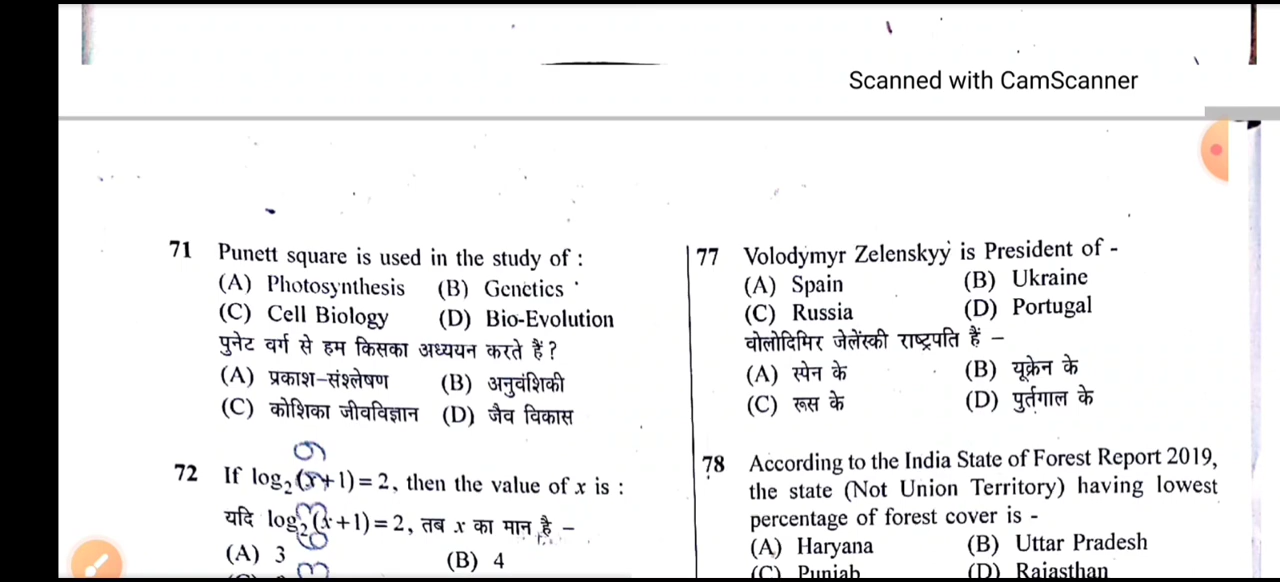 Scanned with CamScanner
71 Punett square is used in the study of :
(A) Photosynthesis (B) Genetics
(C) Cell Biology (D) Bio-Evolution
पुनेट वर्ग से हम किसका अध्ययन करते हैं ?
(A) प्रकाश-संश्लेषण (B) अनुवंशिकी
(C) कोशिका जीवविज्ञान (D) जैव विकास
72 If log₂(x+1)=2, then the value of x is :
यदि log₂(x+1)=2, तब x का मान है –
(A) 3 (B) 4
77 Volodymyr Zelenskyy is President of -
(A) Spain (B) Ukraine
(C) Russia (D) Portugal
वोलोदिमिर जेलेंस्की राष्ट्रपति हैं –
(A) स्पेन के (B) यूक्रेन के
(C) रूस के (D) पुर्तगाल के
78 According to the India State of Forest Report 2019,
the state (Not Union Territory) having lowest
percentage of forest cover is -
(A) Haryana (B) Uttar Pradesh
(C) Punjab (D) Rajasthan